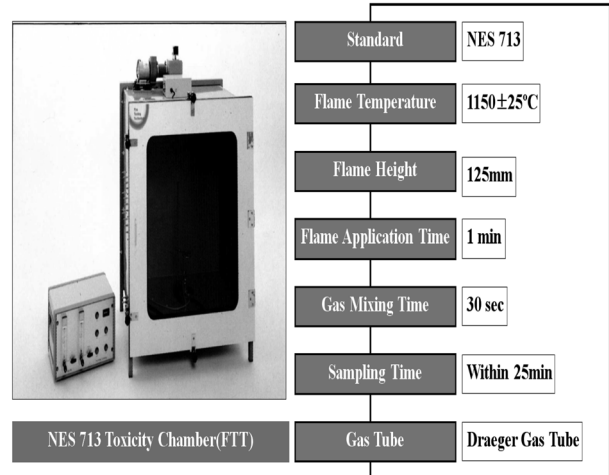 Standard NES 713
Flame Temperature 1150±25ºC
Flame Height 125mm
Flame Application Time 1 min
Gas Mixing Time 30 sec
Sampling Time Within 25min
NES 713 Toxicity Chamber(FTT) Gas Tube Draeger Gas Tube